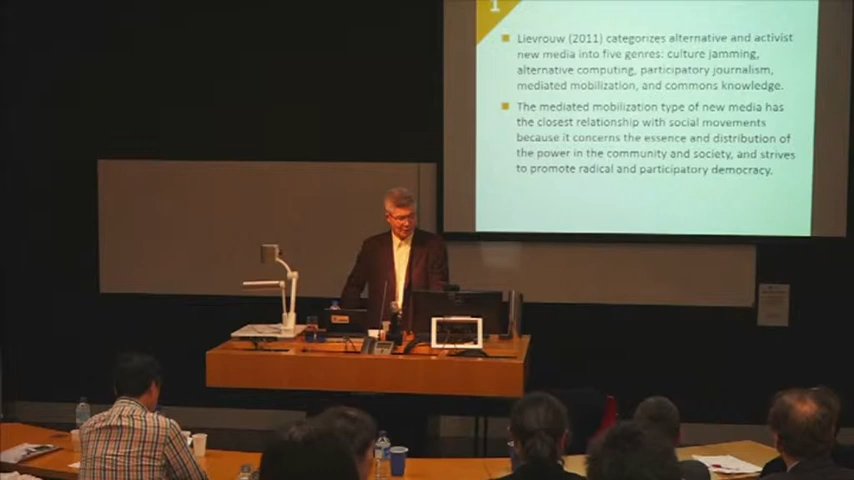 1
Lievrouw (2011) categorizes alternative and activist
new media into five genres: culture jamming,
alternative computing, participatory journalism,
mediated mobilization, and commons knowledge.
The mediated mobilization type of new media has
the closest relationship with social movements
because it concerns the essence and distribution of
the power in the community and society, and strives
to promote radical and participatory democracy.